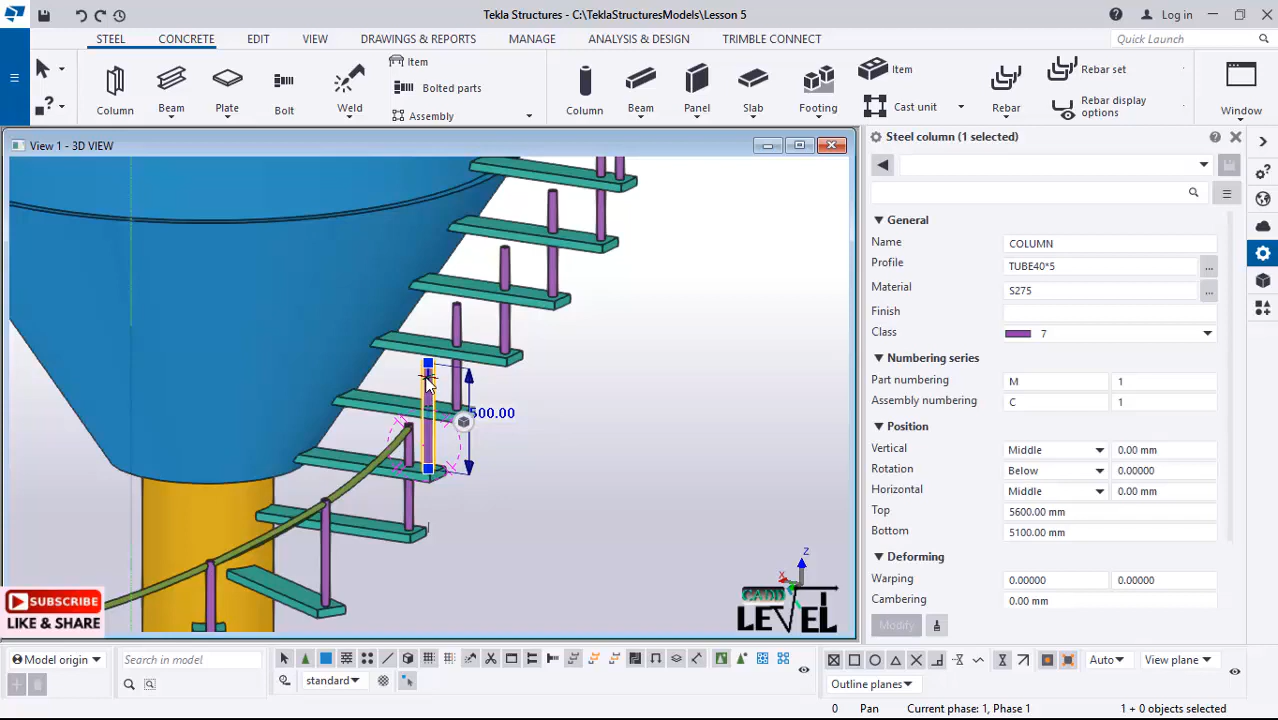 Tekla Structures - C:\TeklaStructuresModels\Lesson 5
Log in
STEEL CONCRETE EDIT VIEW DRAWINGS & REPORTS MANAGE ANALYSIS & DESIGN TRIMBLE CONNECT
Quick Launch
Column Beam Plate Bolt Weld
Item
Bolted parts
Assembly
Column Beam Panel Slab Footing
Item
Cast unit
Rebar
Rebar set
Rebar display options
Window
View 1 - 3D VIEW
500.00
z
x
CADD
LEVEL
SUBSCRIBE
LIKE & SHARE
Steel column (1 selected)
General
Name COLUMN
Profile TUBE40*5 ...
Material S275 ...
Finish
Class 7
Numbering series
Part numbering M 1
Assembly numbering C 1
Position
Vertical Middle 0.00 mm
Rotation Below 0.00000
Horizontal Middle 0.00 mm
Top 5600.00 mm
Bottom 5100.00 mm
Deforming
Warping 0.00000 0.00000
Cambering 0.00 mm
Modify
Model origin
Search in model
standard
Auto
View plane
Outline planes
0 Pan Current phase: 1, Phase 1 1 + 0 objects selected